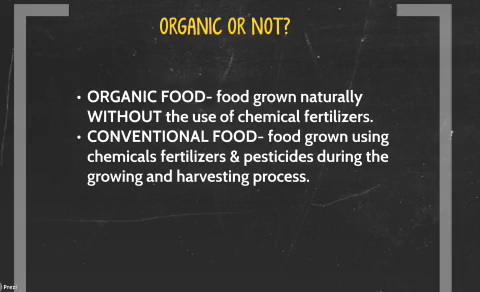 ORGANIC OR NOT?
• ORGANIC FOOD- food grown naturally
WITHOUT the use of chemical fertilizers.
• CONVENTIONAL FOOD- food grown using
chemicals fertilizers & pesticides during the
growing and harvesting process.
Prezi